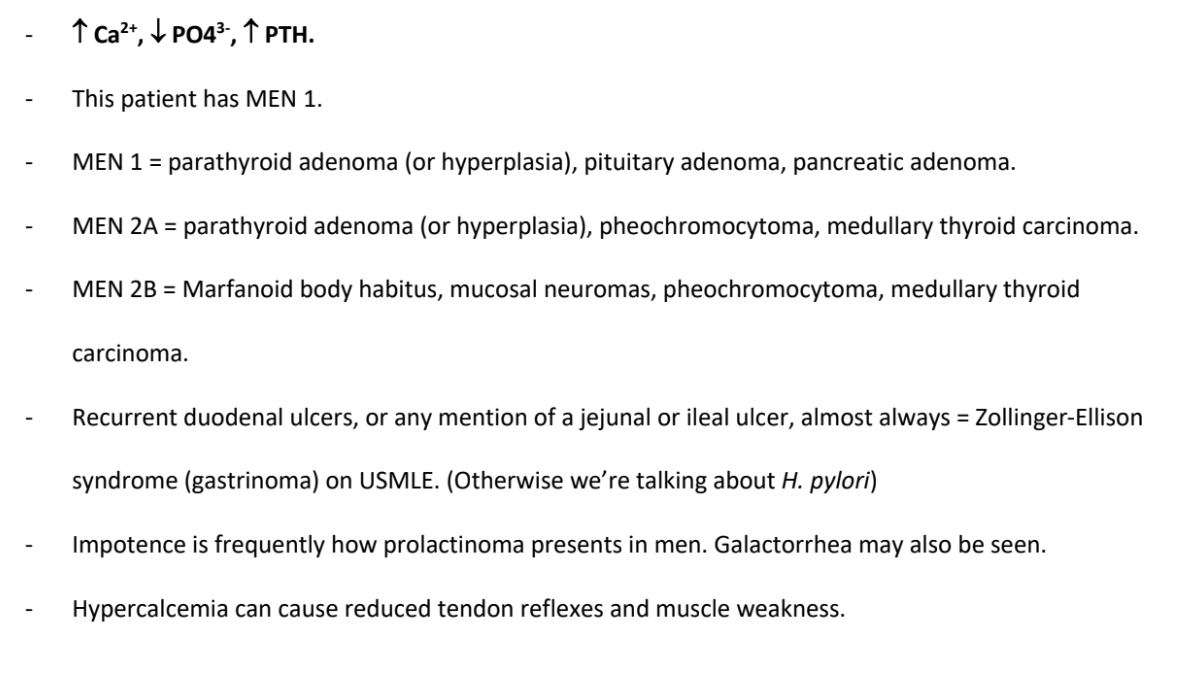 - ↑ Ca²⁺, ↓ PO4³⁻, ↑ PTH.
- This patient has MEN 1.
- MEN 1 = parathyroid adenoma (or hyperplasia), pituitary adenoma, pancreatic adenoma.
- MEN 2A = parathyroid adenoma (or hyperplasia), pheochromocytoma, medullary thyroid carcinoma.
- MEN 2B = Marfanoid body habitus, mucosal neuromas, pheochromocytoma, medullary thyroid
carcinoma.
- Recurrent duodenal ulcers, or any mention of a jejunal or ileal ulcer, almost always = Zollinger-Ellison
syndrome (gastrinoma) on USMLE. (Otherwise we’re talking about H. pylori)
- Impotence is frequently how prolactinoma presents in men. Galactorrhea may also be seen.
- Hypercalcemia can cause reduced tendon reflexes and muscle weakness.